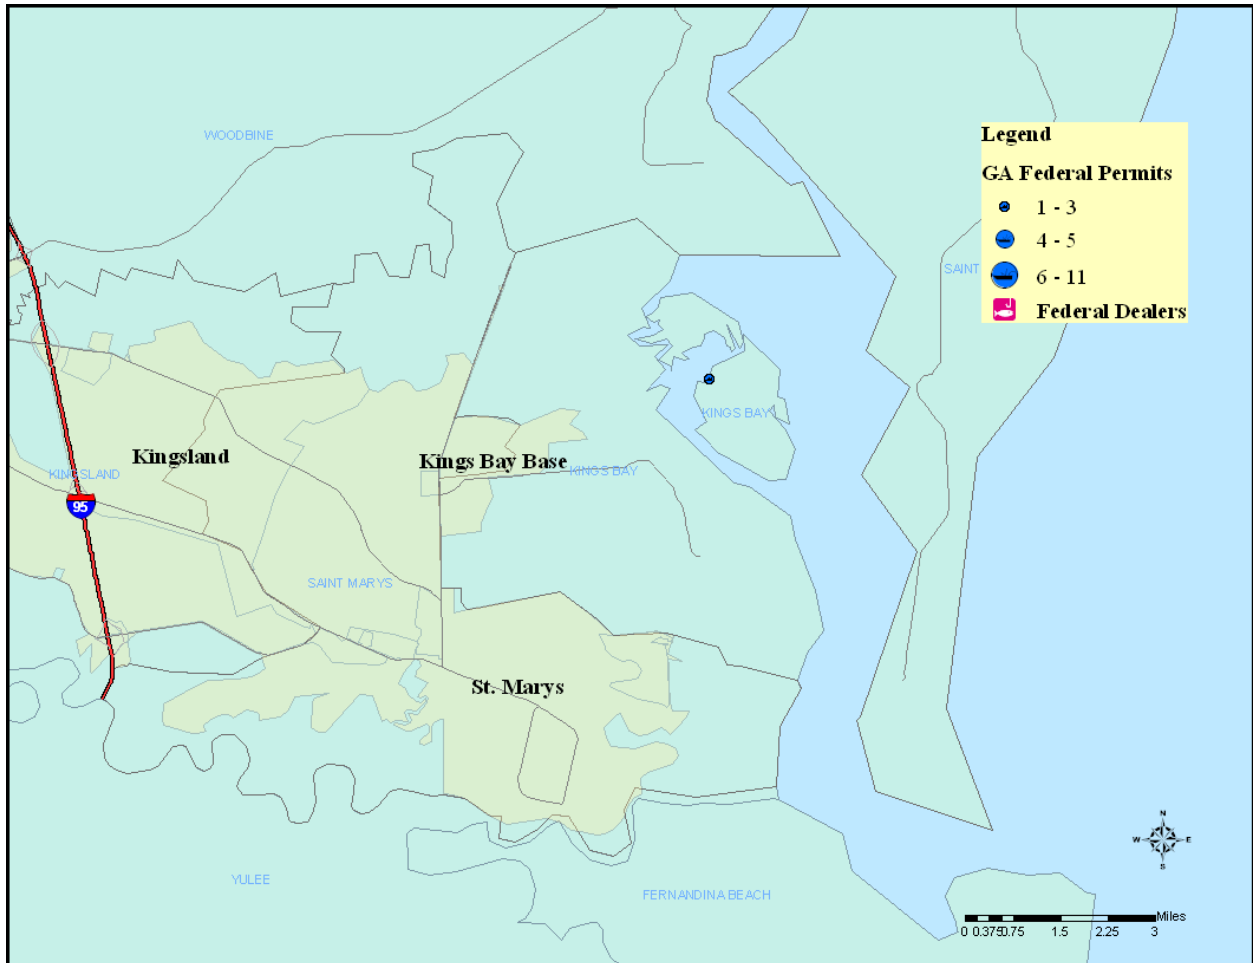 WOODBINE
Legend
GA Federal Permits
1 - 3
4 - 5
SAINT
6 - 11
Federal Dealers
KINGS BAY
Kingsland
Kings Bay Base
KINGSLAND
KINGS BAY
95
SAINT MARYS
St. Marys
N
W E
S
YULEE
FERNANDINA BEACH
Miles
0 0.375 0.75 1.5 2.25 3